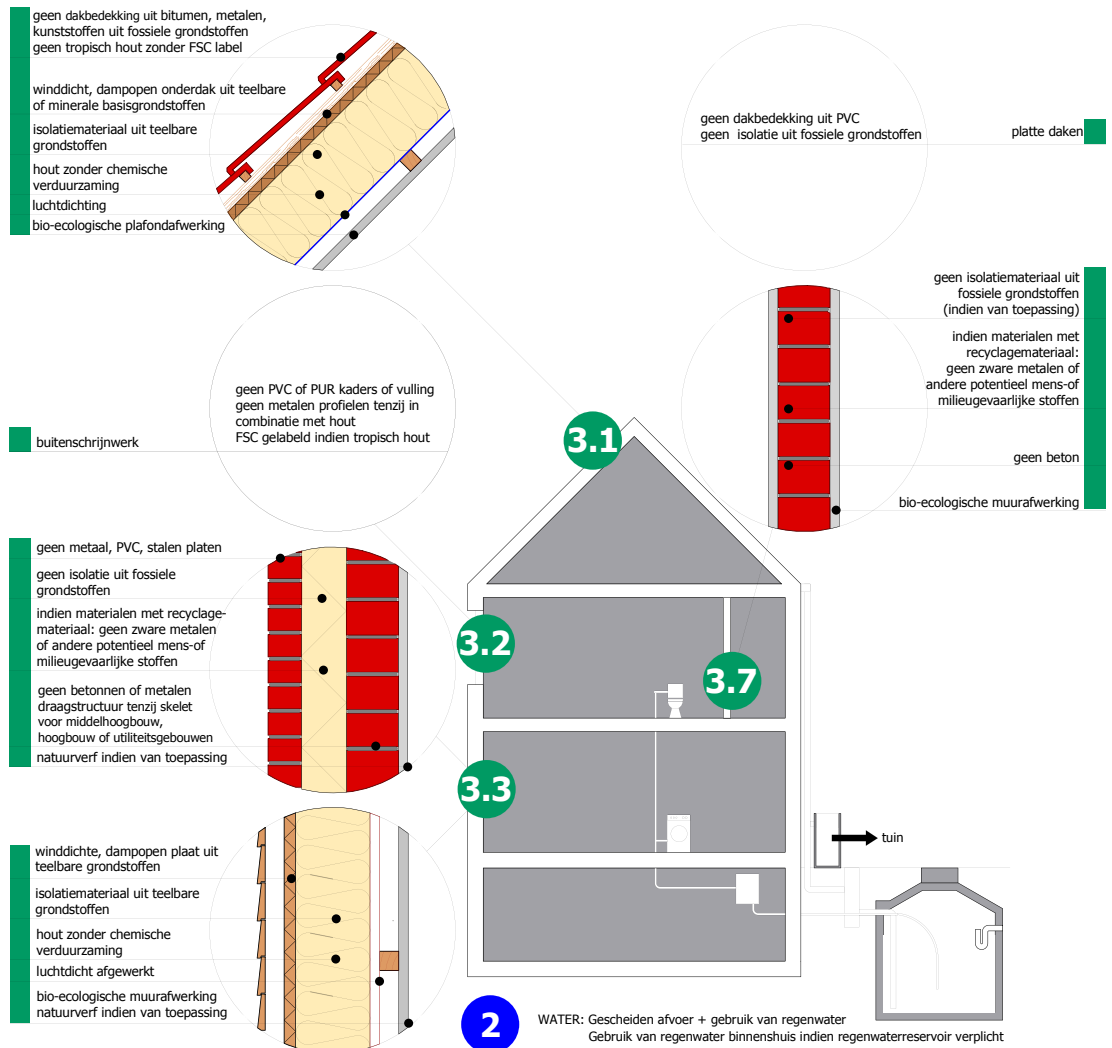 geen dakbedekking uit bitumen, metalen,
kunststoffen uit fossiele grondstoffen
geen tropisch hout zonder FSC label
winddicht, dampopen onderdak uit teelbare
of minerale basisgrondstoffen
isolatiemateriaal uit teelbare
grondstoffen
hout zonder chemische
verduurzaming
luchtdichting
bio-ecologische plafondafwerking
geen dakbedekking uit PVC
geen isolatie uit fossiele grondstoffen
platte daken
geen isolatiemateriaal uit
fossiele grondstoffen
(indien van toepassing)
indien materialen met
recyclagemateriaal:
geen zware metalen of
andere potentieel mens-of
milieugevaarlijke stoffen
geen beton
bio-ecologische muurafwerking
geen PVC of PUR kaders of vulling
geen metalen profielen tenzij in
combinatie met hout
FSC gelabeld indien tropisch hout
buitenschrijnwerk
3.1
3.2
3.7
3.3
geen metaal, PVC, stalen platen
geen isolatie uit fossiele
grondstoffen
indien materialen met recyclage-
materiaal: geen zware metalen
of andere potentieel mens-of
milieugevaarlijke stoffen
geen betonnen of metalen
draagstructuur tenzij skelet
voor middelhoogbouw,
hoogbouw of utiliteitsgebouwen
natuurverf indien van toepassing
tuin
winddichte, dampopen plaat uit
teelbare grondstoffen
isolatiemateriaal uit teelbare
grondstoffen
hout zonder chemische
verduurzaming
luchtdicht afgewerkt
bio-ecologische muurafwerking
natuurverf indien van toepassing
2
WATER: Gescheiden afvoer + gebruik van regenwater
Gebruik van regenwater binnenshuis indien regenwaterreservoir verplicht